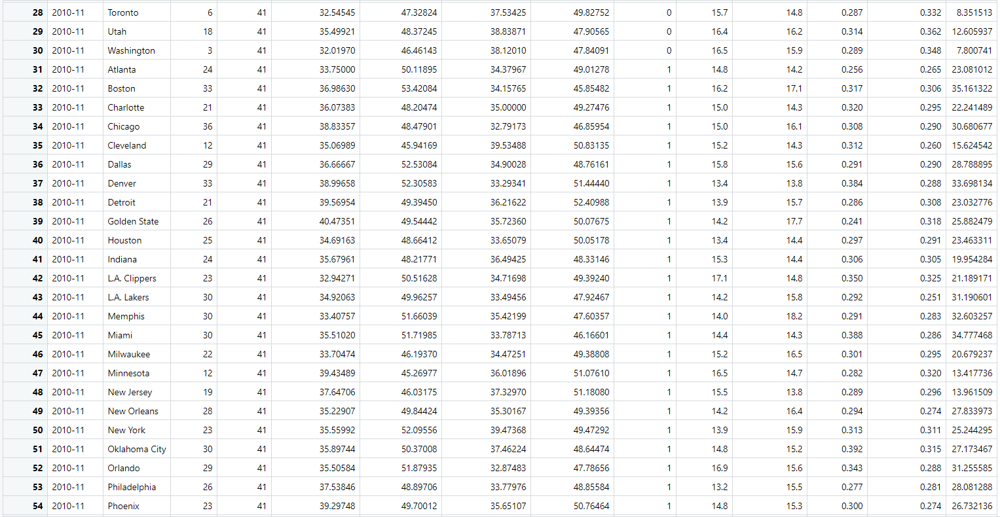 28 2010-11 Toronto 6 41 32.54545 47.32824 37.53425 49.82752 0 15.7 14.8 0.287 0.332 8.351513
29 2010-11 Utah 18 41 35.49921 48.37245 38.83871 47.90565 0 16.4 16.2 0.314 0.362 12.605937
30 2010-11 Washington 3 41 32.01970 46.46143 38.12010 47.84091 0 16.5 15.9 0.289 0.348 7.800741
31 2010-11 Atlanta 24 41 33.75000 50.11895 34.37967 49.01278 1 14.8 14.2 0.256 0.265 23.081012
32 2010-11 Boston 33 41 36.98630 53.42084 34.15765 45.85482 1 16.2 17.1 0.317 0.306 35.161322
33 2010-11 Charlotte 21 41 36.07383 48.20474 35.00000 49.27476 1 15.0 14.3 0.320 0.295 22.241489
34 2010-11 Chicago 36 41 38.83357 48.47901 32.79173 46.85954 1 15.0 16.1 0.308 0.290 30.680677
35 2010-11 Cleveland 12 41 35.06989 45.94169 39.53488 50.83135 1 15.2 14.3 0.312 0.260 15.624542
36 2010-11 Dallas 29 41 36.66667 52.53084 34.90028 48.76161 1 15.8 15.6 0.291 0.290 28.788895
37 2010-11 Denver 33 41 38.99658 52.30583 33.29341 51.44440 1 13.4 13.8 0.384 0.288 33.698134
38 2010-11 Detroit 21 41 39.56954 49.39450 36.21622 52.40988 1 13.9 15.7 0.286 0.308 23.032776
39 2010-11 Golden State 26 41 40.47351 49.54442 35.72360 50.07675 1 14.2 17.7 0.241 0.318 25.882479
40 2010-11 Houston 25 41 34.69163 48.66412 33.65079 50.05178 1 13.4 14.4 0.297 0.291 23.463311
41 2010-11 Indiana 24 41 35.67961 48.21771 36.49425 48.33146 1 15.3 14.4 0.306 0.305 19.954284
42 2010-11 L.A. Clippers 23 41 32.94271 50.51628 34.71698 49.39240 1 17.1 14.8 0.350 0.325 21.189171
43 2010-11 L.A. Lakers 30 41 34.92063 49.96257 33.49456 47.92467 1 14.2 15.8 0.292 0.251 31.190601
44 2010-11 Memphis 30 41 33.40757 51.66039 35.42199 47.60357 1 14.0 18.2 0.291 0.283 32.603257
45 2010-11 Miami 30 41 35.51020 51.71985 33.78713 46.16601 1 14.4 14.3 0.388 0.286 34.777468
46 2010-11 Milwaukee 22 41 33.70474 46.19370 34.47251 49.38808 1 15.2 16.5 0.301 0.295 20.679237
47 2010-11 Minnesota 12 41 39.43489 45.26977 36.01896 51.07610 1 16.5 14.7 0.282 0.320 13.417736
48 2010-11 New Jersey 19 41 37.64706 46.03175 37.32970 51.18080 1 15.5 13.8 0.289 0.296 13.961509
49 2010-11 New Orleans 28 41 35.22907 49.84424 35.30167 49.39356 1 14.2 16.4 0.294 0.274 27.833973
50 2010-11 New York 23 41 35.55992 52.09556 39.47368 49.47292 1 13.9 15.9 0.313 0.311 25.244295
51 2010-11 Oklahoma City 30 41 35.89744 50.37008 37.46224 48.64474 1 14.8 15.2 0.392 0.315 27.173467
52 2010-11 Orlando 29 41 35.50584 51.87935 32.87483 47.78656 1 16.9 15.6 0.343 0.288 31.255585
53 2010-11 Philadelphia 26 41 37.53846 48.89706 33.77976 48.85584 1 13.2 15.5 0.277 0.281 28.081288
54 2010-11 Phoenix 23 41 39.29748 49.70012 35.65107 50.76464 1 14.8 15.3 0.300 0.274 26.732136